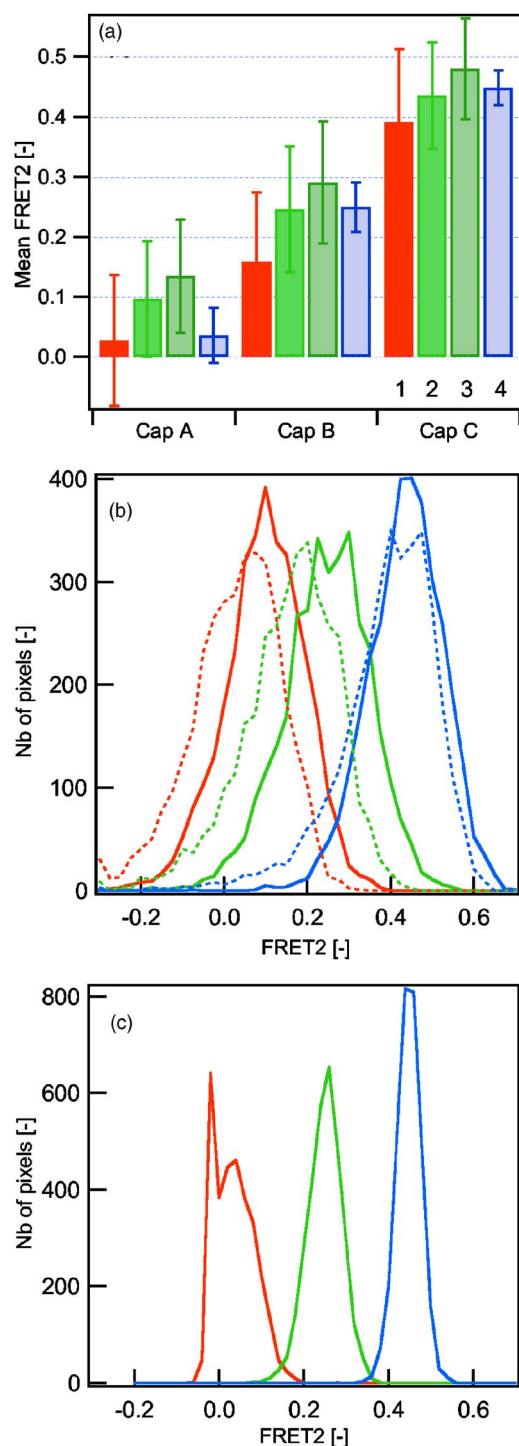 (a)
Mean FRET2 [-]
0.5
0.4
0.3
0.2
0.1
0.0
1 2 3 4
Cap A Cap B Cap C
(b)
Nb of pixels [-]
400
300
200
100
0
-0.2 0.0 0.2 0.4 0.6
FRET2 [-]
(c)
Nb of pixels [-]
800
600
400
200
0
-0.2 0.0 0.2 0.4 0.6
FRET2 [-]